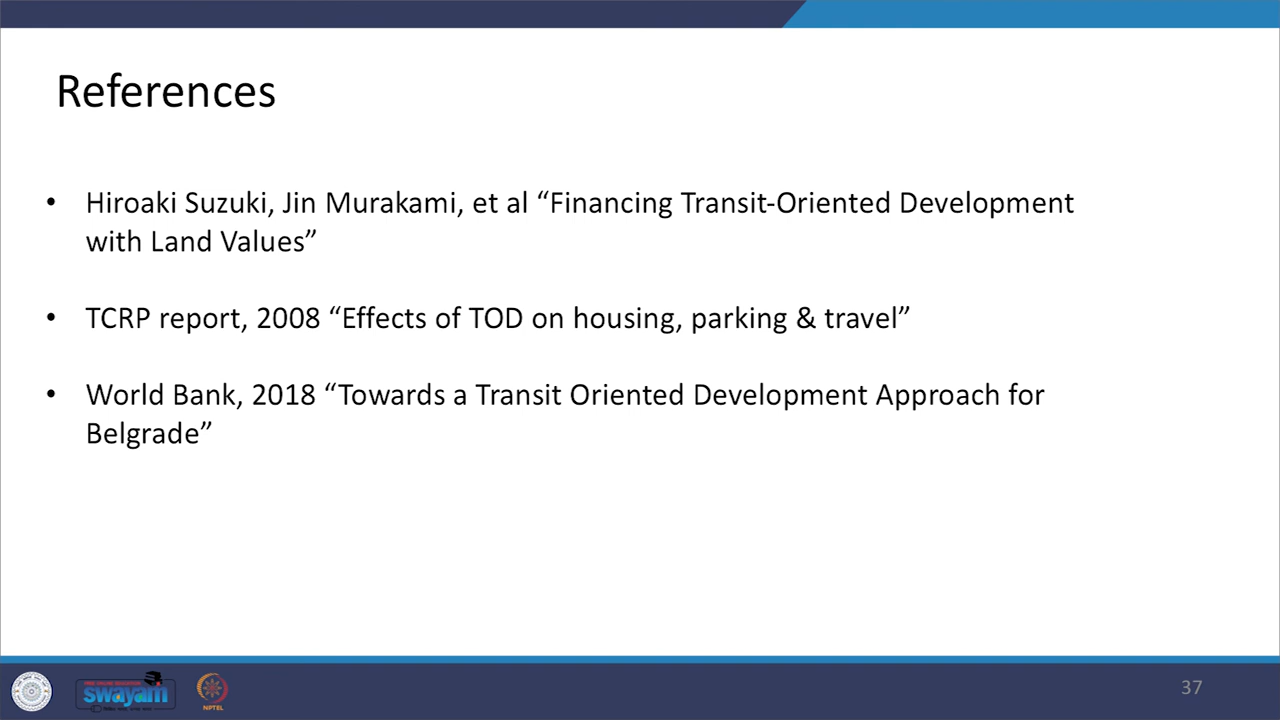 References
• Hiroaki Suzuki, Jin Murakami, et al “Financing Transit-Oriented Development
with Land Values”
• TCRP report, 2008 “Effects of TOD on housing, parking & travel”
• World Bank, 2018 “Towards a Transit Oriented Development Approach for
Belgrade”
swayam
NPTEL
37